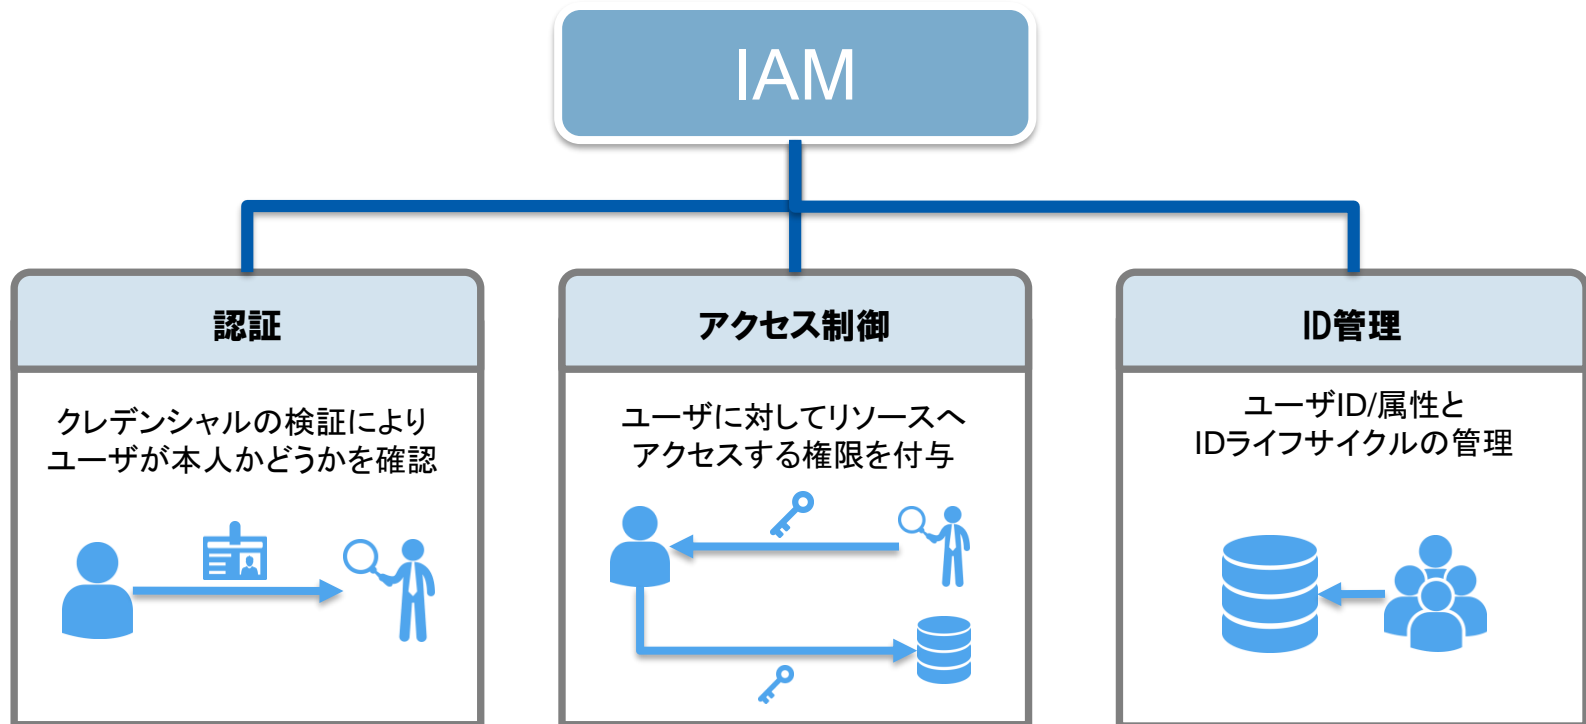 IAM
認証
クレデンシャルの検証により
ユーザが本人かどうかを確認
アクセス制御
ユーザに対してリソースへ
アクセスする権限を付与
ID管理
ユーザID/属性と
IDライフサイクルの管理